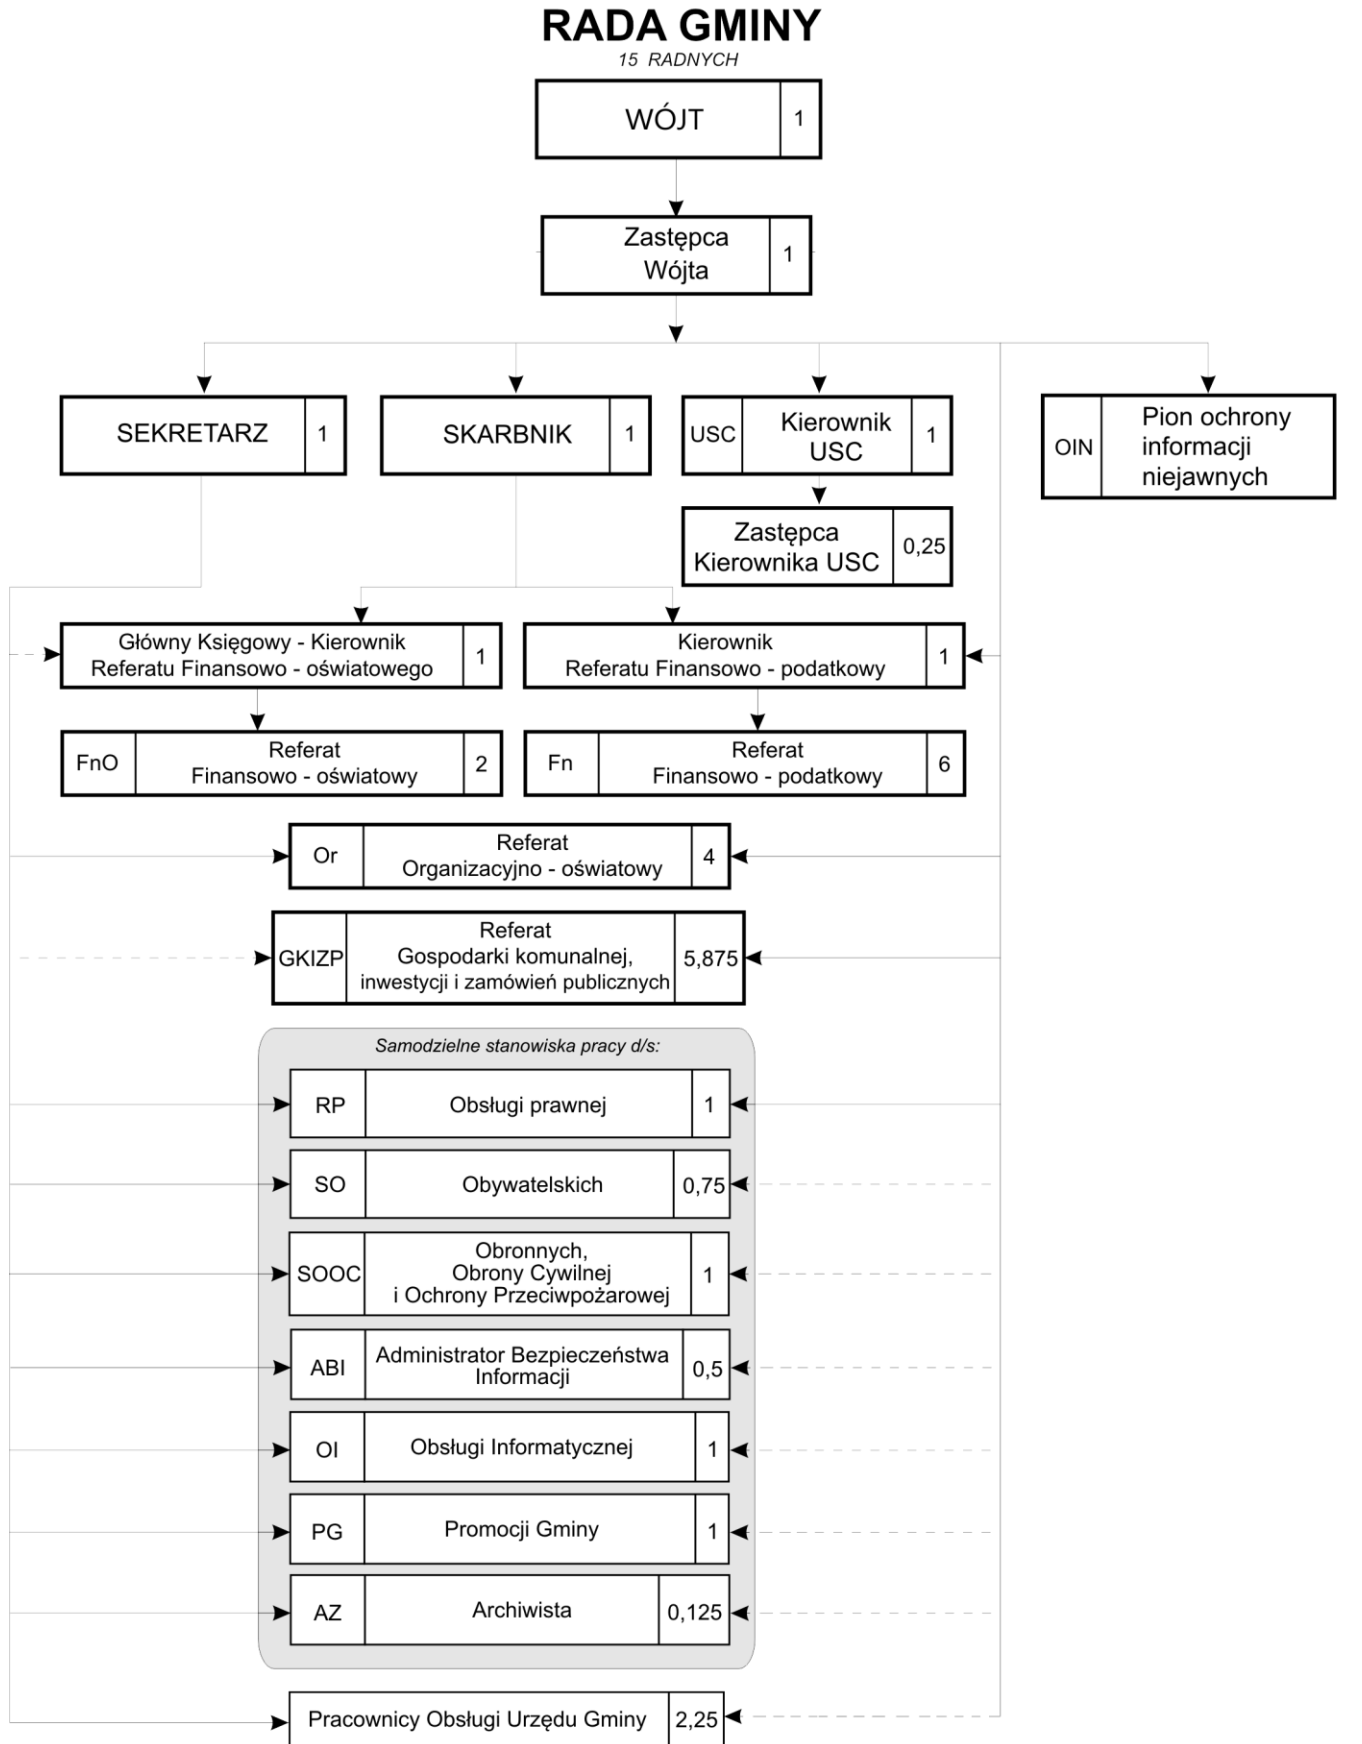 RADA GMINY
15 RADNYCH
WÓJT 1
Zastępca
Wójta
1
SEKRETARZ 1
SKARBNIK 1
USC
Kierownik
USC
1
OIN
Pion ochrony
informacji
niejawnych
Zastępca
Kierownika USC
0,25
Główny Księgowy - Kierownik
Referatu Finansowo - oświatowego
1
Kierownik
Referatu Finansowo - podatkowy
1
FnO
Referat
Finansowo - oświatowy
2
Fn
Referat
Finansowo - podatkowy
6
Or
Referat
Organizacyjno - oświatowy
4
GKIZP
Referat
Gospodarki komunalnej,
inwestycji i zamówień publicznych
5,875
Samodzielne stanowiska pracy d/s:
RP Obsługi prawnej 1
SO Obywatelskich 0,75
SOOC
Obronnych,
Obrony Cywilnej
i Ochrony Przeciwpożarowej
1
ABI
Administrator Bezpieczeństwa
Informacji
0,5
OI Obsługi Informatycznej 1
PG Promocji Gminy 1
AZ Archiwista 0,125
Pracownicy Obsługi Urzędu Gminy 2,25